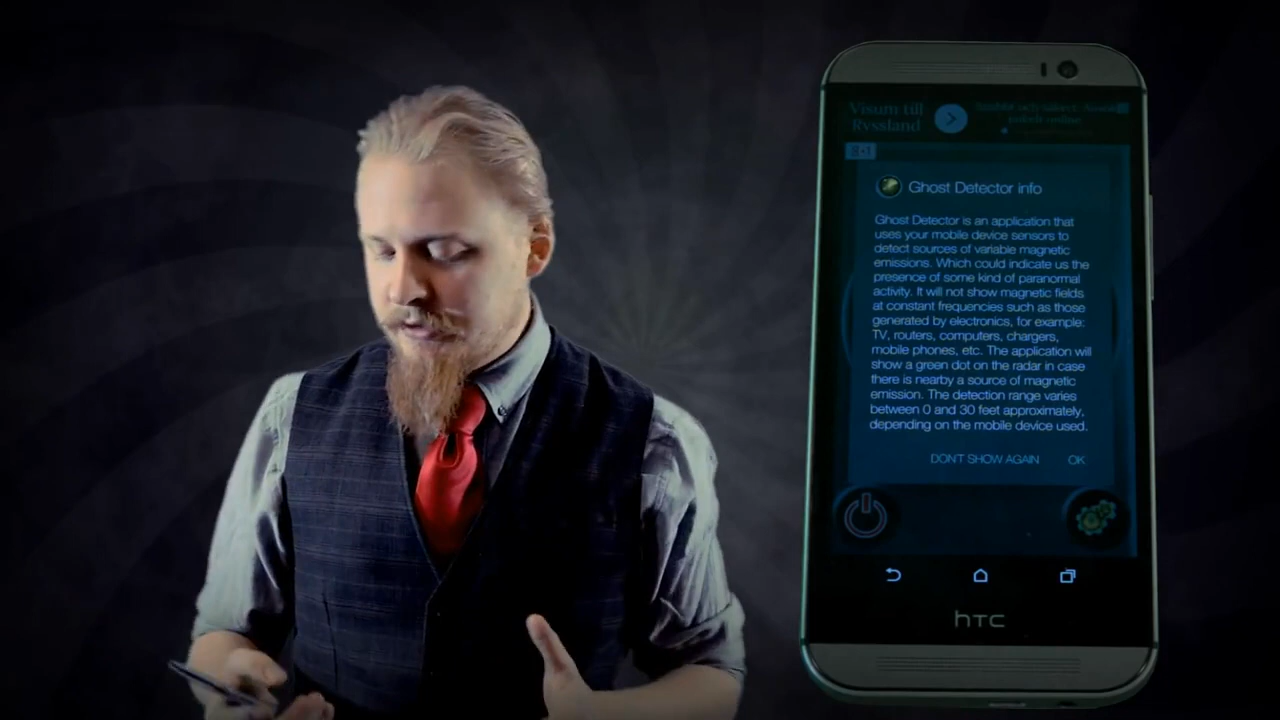 Visum till
Ryssland
Ghost Detector info
Ghost Detector is an application that
uses your mobile device sensors to
detect sources of variable magnetic
emissions. Which could indicate us the
presence of some kind of paranormal
activity. It will not show magnetic fields
at constant frequencies such as those
generated by electronics, for example:
TV, routers, computers, chargers,
mobile phones, etc. The application will
show a green dot on the radar in case
there is nearby a source of magnetic
emission. The detection range varies
between 0 and 30 feet approximately,
depending on the mobile device used.
DON'T SHOW AGAIN OK
hTC